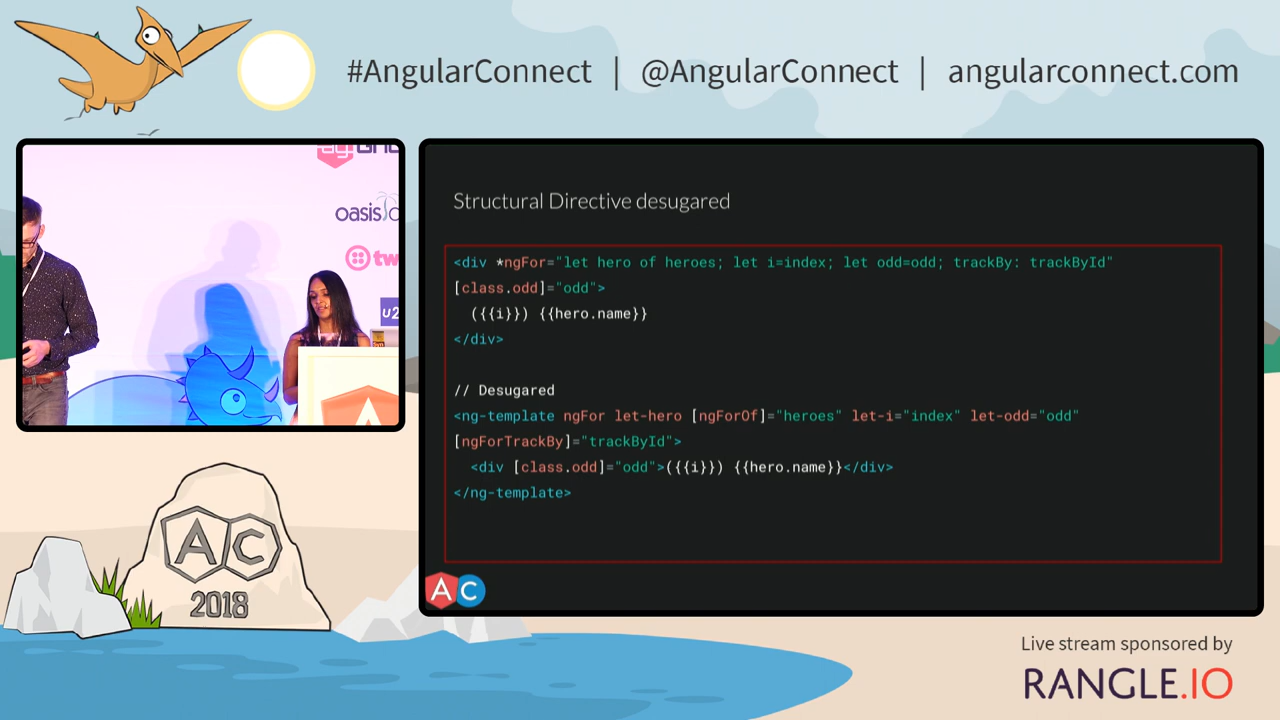 #AngularConnect | @AngularConnect | angularconnect.com
oasis
tw
Structural Directive desugared
<div *ngFor="let hero of heroes; let i=index; let odd=odd; trackBy: trackById"
[class.odd]="odd">
({{i}}) {{hero.name}}
</div>
// Desugared
<ng-template ngFor let-hero [ngForOf]="heroes" let-i="index" let-odd="odd"
[ngForTrackBy]="trackById">
<div [class.odd]="odd">({{i}}) {{hero.name}}</div>
</ng-template>
A C
AC
2018
Live stream sponsored by
RANGLE.IO